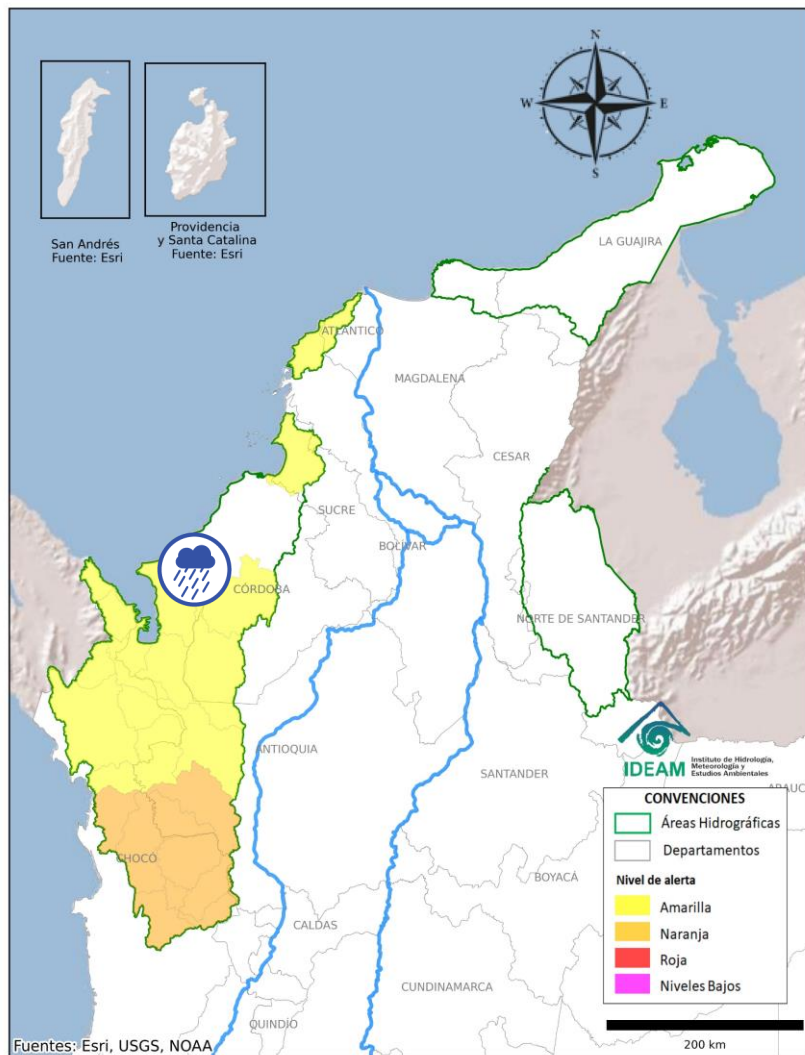 N
W
E
S
San Andrés
Fuente: Esri
Providencia
y Santa Catalina
Fuente: Esri
LA GUAJIRA
ATLÁNTICO
MAGDALENA
CESAR
SUCRE
BOLÍVAR
CÓRDOBA
NORTE DE SANTANDER
ANTIOQUIA
SANTANDER
IDEAM
Instituto de Hidrología,
Meteorología y
Estudios Ambientales
ARAUC
CHOCÓ
BOYACÁ
CALDAS
CUNDINAMARCA
QUINDÍO
CONVENCIONES
Áreas Hidrográficas
Departamentos
Nivel de alerta
Amarilla
Naranja
Roja
Niveles Bajos
200 km
Fuentes: Esri, USGS, NOAA